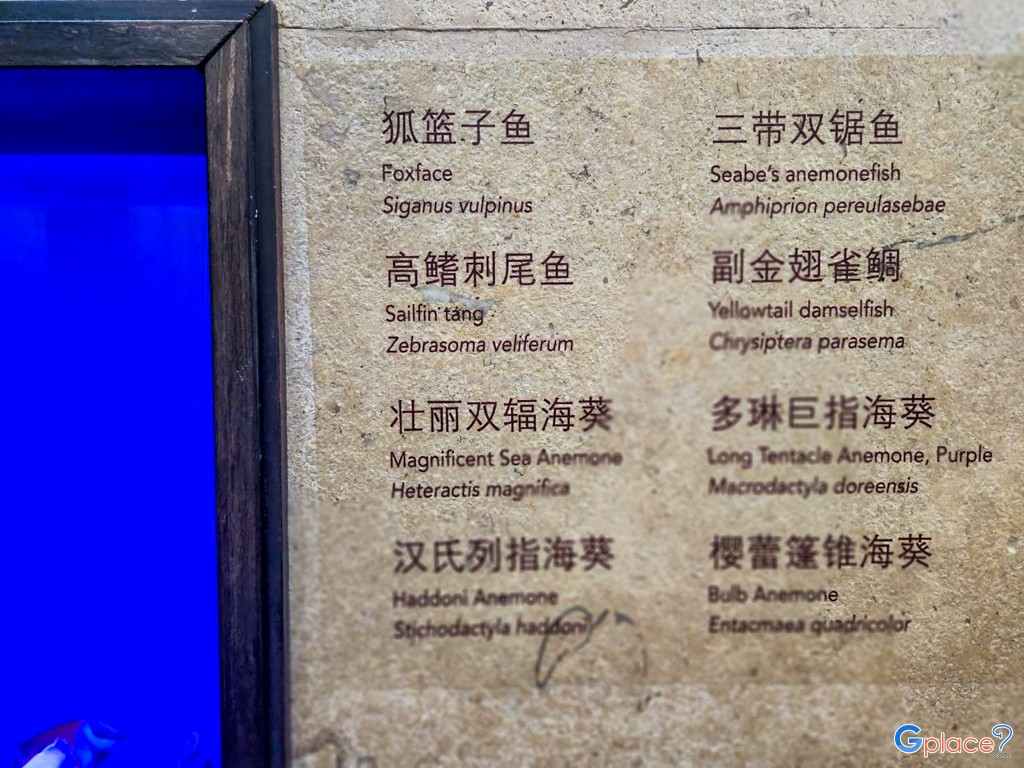 狐篮子鱼
Foxface
Siganus vulpinus
高鳍刺尾鱼
Sailfin tang
Zebrasoma veliferum
壮丽双辐海葵
Magnificent Sea Anemone
Heteractis magnifica
汉氏列指海葵
Haddoni Anemone
Stichodactyla haddoni
三带双锯鱼
Seabe's anemonefish
Amphiprion pereulasebae
副金翅雀鲷
Yellowtail damselfish
Chrysiptera parasema
多琳巨指海葵
Long Tentacle Anemone, Purple
Macrodactyla doreensis
樱蕾篷锥海葵
Bulb Anemone
Entacmaea quadricolor
Gplace
.com